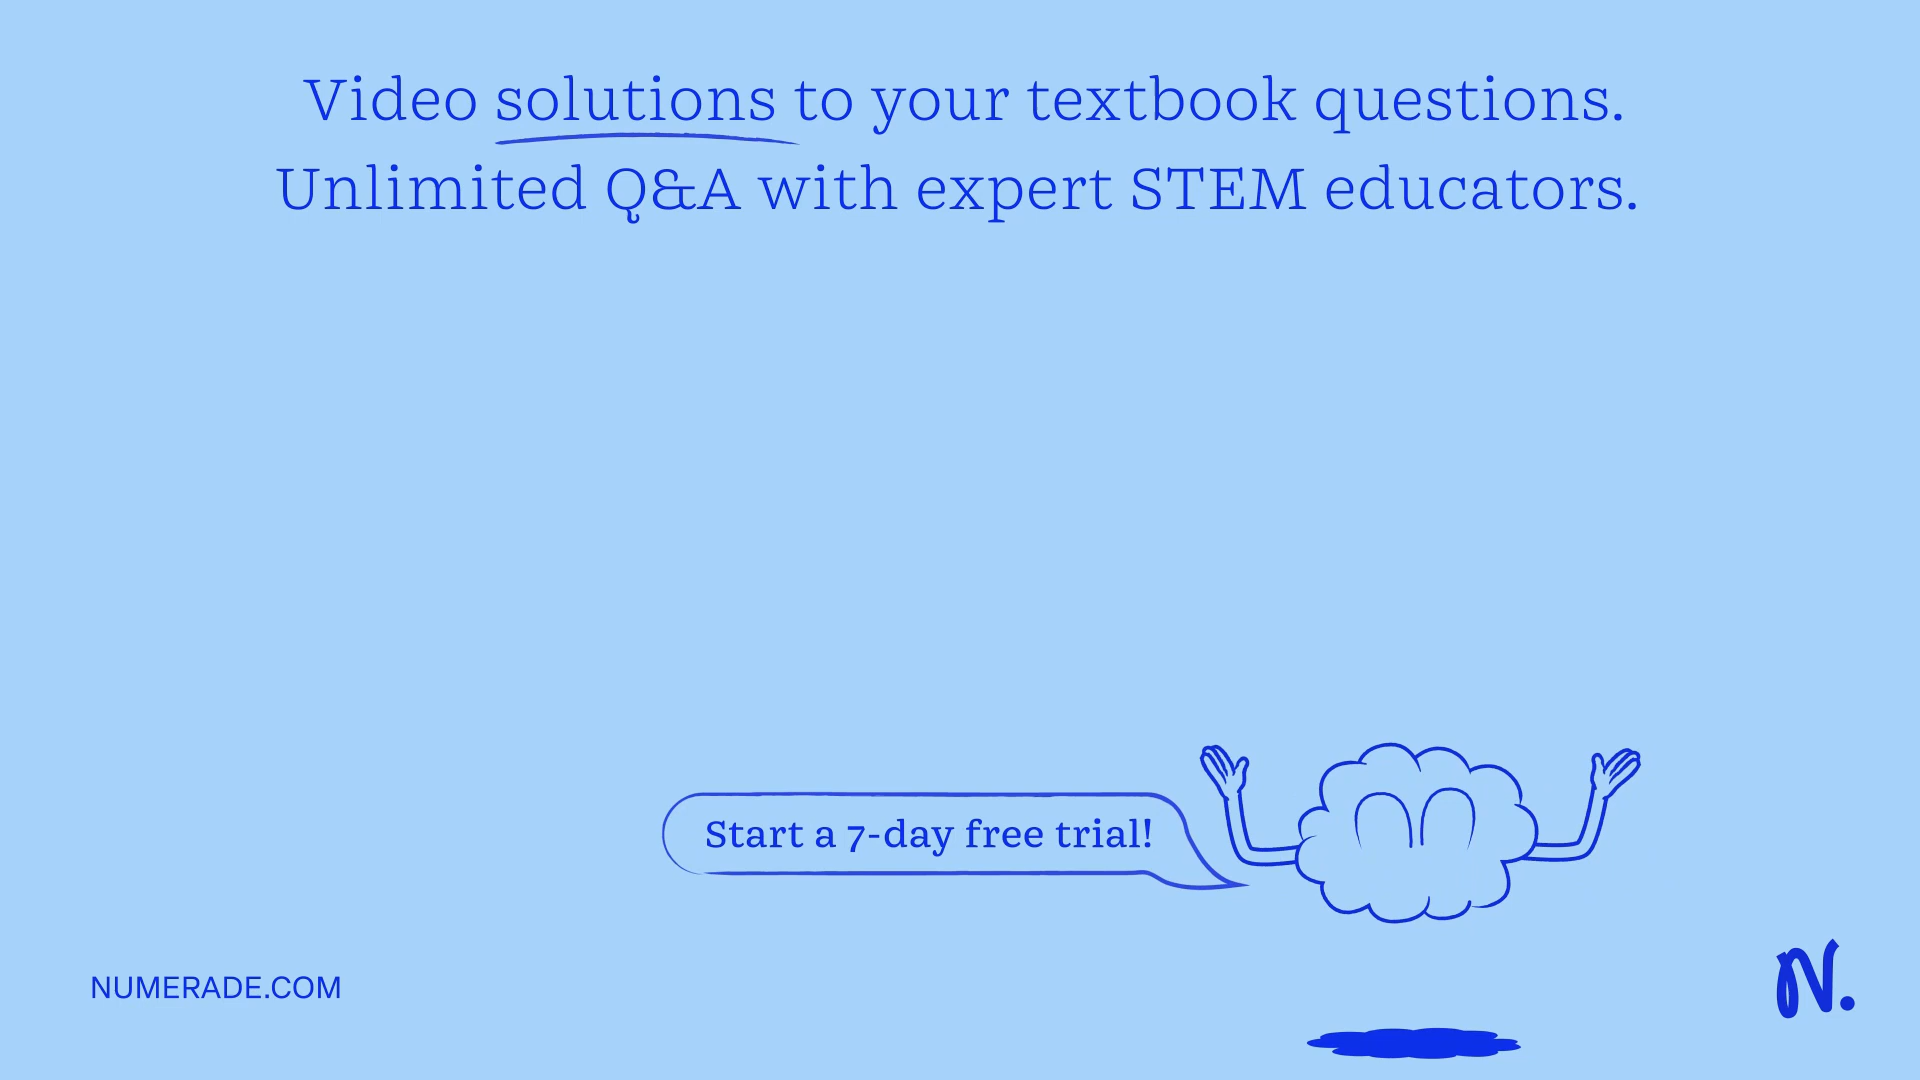 Video solutions to your textbook questions.
Unlimited Q&A with expert STEM educators.
Start a 7-day free trial!
NUMERADE.COM
N.